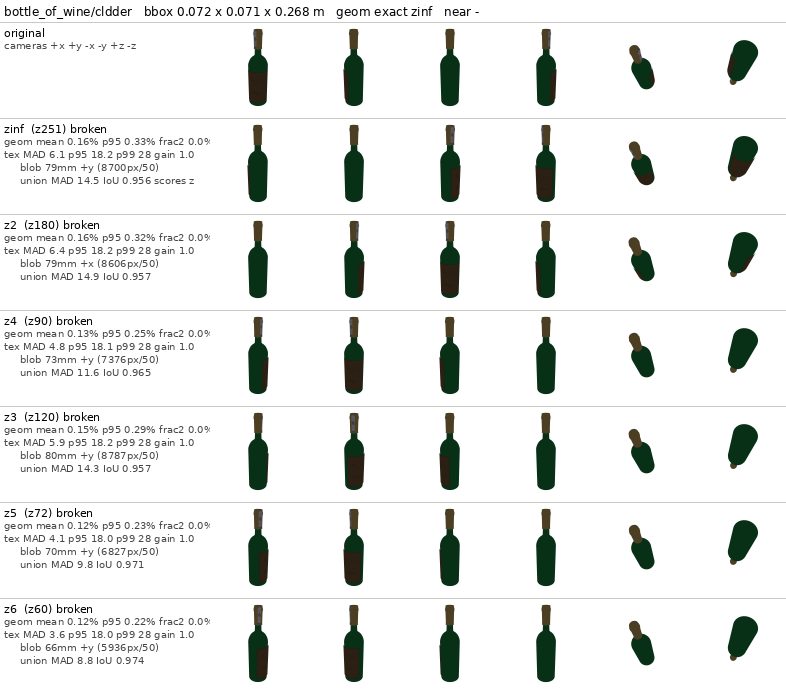 bottle_of_wine/cldder   bbox 0.072 x 0.071 x 0.268 m   geom exact zinf   near -
original
cameras +x +y -x -y +z -z
zinf (z251) broken
geom mean 0.16% p95 0.33% frac2 0.0%
tex MAD 6.1 p95 18.2 p99 28 gain 1.0
blob 79mm +y (8700px/50)
union MAD 14.5 IoU 0.956 scores z
z2 (z180) broken
geom mean 0.16% p95 0.32% frac2 0.0%
tex MAD 6.4 p95 18.2 p99 28 gain 1.0
blob 79mm +x (8606px/50)
union MAD 14.9 IoU 0.957
z4 (z90) broken
geom mean 0.13% p95 0.25% frac2 0.0%
tex MAD 4.8 p95 18.1 p99 28 gain 1.0
blob 73mm +y (7376px/50)
union MAD 11.6 IoU 0.965
z3 (z120) broken
geom mean 0.15% p95 0.29% frac2 0.0%
tex MAD 5.9 p95 18.2 p99 28 gain 1.0
blob 80mm +y (8787px/50)
union MAD 14.3 IoU 0.957
z5 (z72) broken
geom mean 0.12% p95 0.23% frac2 0.0%
tex MAD 4.1 p95 18.0 p99 28 gain 1.0
blob 70mm +y (6827px/50)
union MAD 9.8 IoU 0.971
z6 (z60) broken
geom mean 0.12% p95 0.22% frac2 0.0%
tex MAD 3.6 p95 18.0 p99 28 gain 1.0
blob 66mm +y (5936px/50)
union MAD 8.8 IoU 0.974